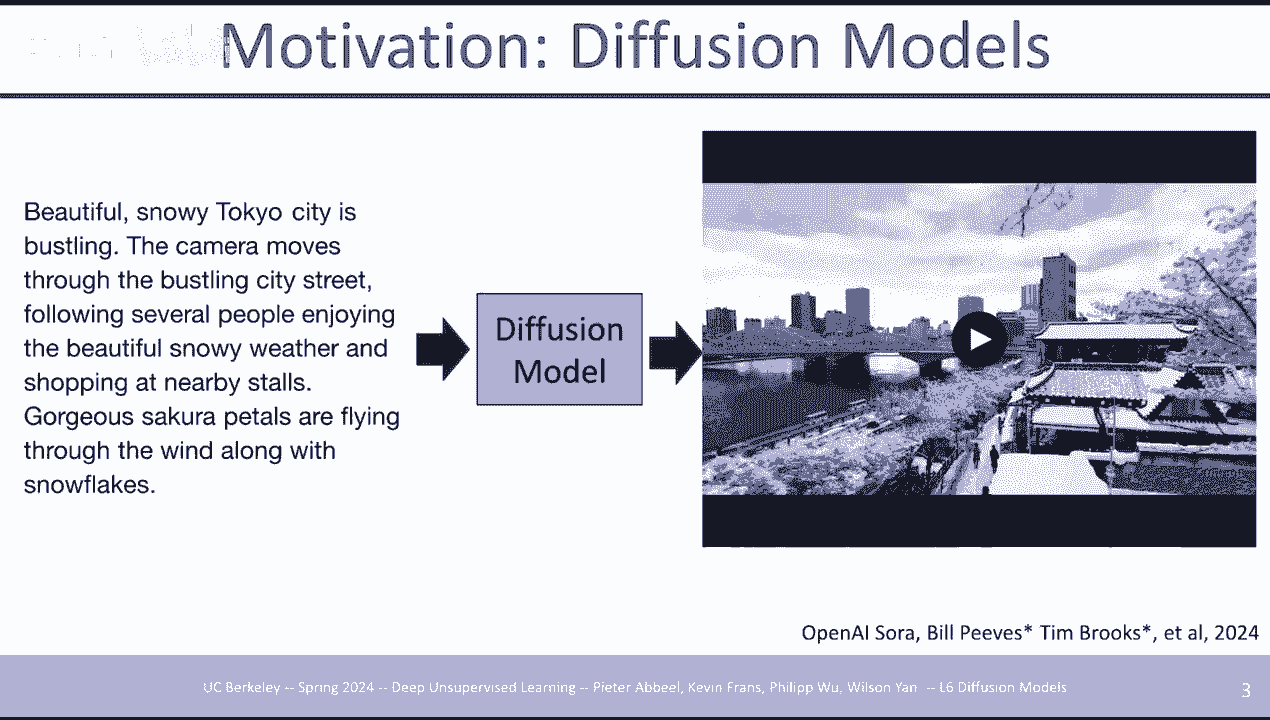 Motivation: Diffusion Models
Beautiful, snowy Tokyo city is
bustling. The camera moves
through the bustling city street,
following several people enjoying
the beautiful snowy weather and
shopping at nearby stalls.
Gorgeous sakura petals are flying
through the wind along with
snowflakes.
Diffusion
Model
OpenAI Sora, Bill Peeves* Tim Brooks*, et al, 2024
UC Berkeley -- Spring 2024 -- Deep Unsupervised Learning -- Pieter Abbeel, Kevin Frans, Philipp Wu, Wilson Yan -- L6 Diffusion Models
3